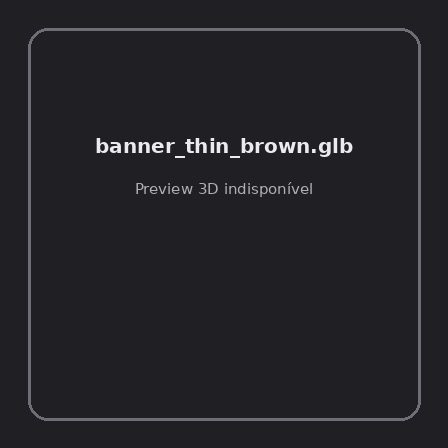 banner_thin_brown.glb
Preview 3D indisponível